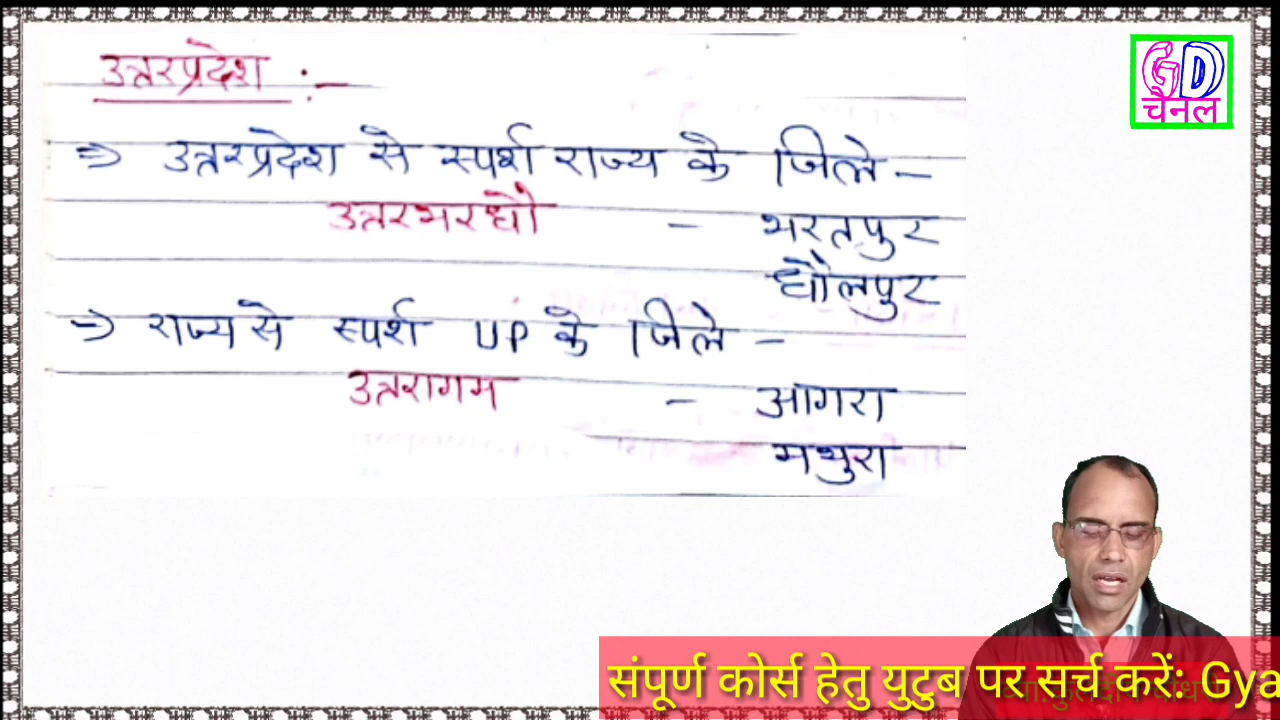 उत्तरप्रदेश :-
GD
चैनल
⇒ उत्तरप्रदेश से स्पर्श राज्य के जिले -
उत्तरभरधौ - भरतपुर
धौलपुर
⇒ राज्य से स्पर्श UP के जिले -
उत्तरागम - आगरा
मथुरा
संपूर्ण कोर्स हेतु युटुब पर सर्च करें: Gya